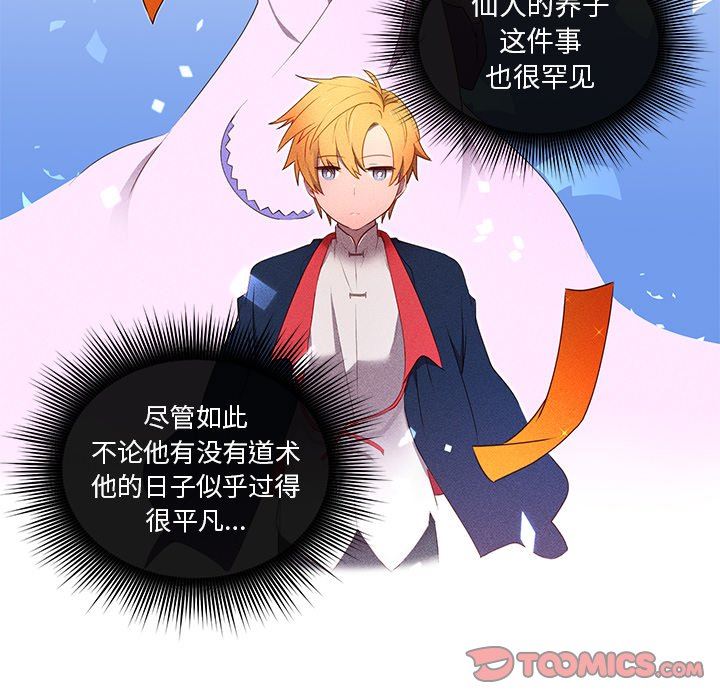 仙人的养子
这件事
也很罕见
尽管如此
不论他有没有道术
他的日子似乎过得
很平凡...
TOOMICS.COM